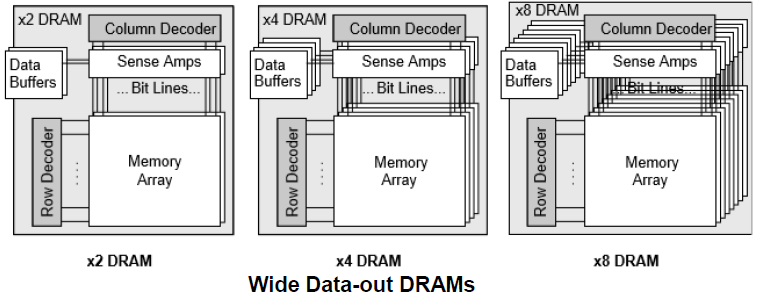 x2 DRAM
Column Decoder
Data
Buffers
Sense Amps
... Bit Lines...
Row Decoder
. . . .
Memory
Array
x4 DRAM
Column Decoder
Data
Buffers
Sense Amps
... Bit Lines...
Row Decoder
. . . .
Memory
Array
x8 DRAM
Column Decoder
Data
Buffers
Sense Amps
... Bit Lines...
Row Decoder
. . . .
Memory
Array
x2 DRAM
x4 DRAM
x8 DRAM
Wide Data-out DRAMs